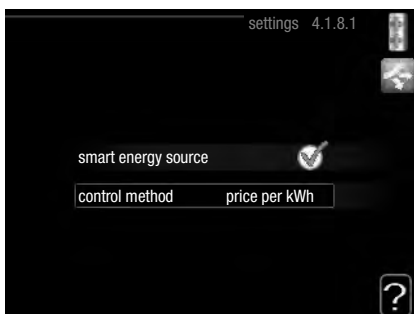 settings 4.1.8.1
smart energy source
control method price per kWh
?